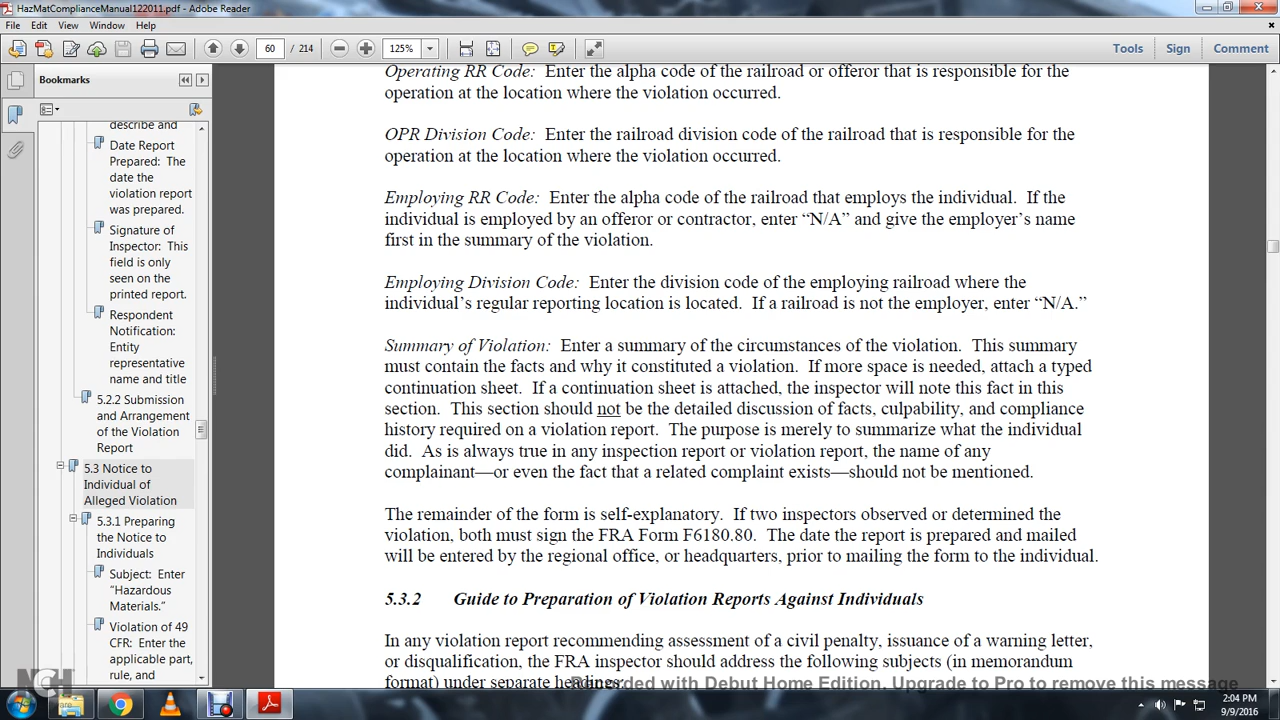 HazMatComplianceManual122011.pdf - Adobe Reader
File Edit View Window Help
60 / 214 125% Tools Sign Comment
Bookmarks
describe and
Date Report
Prepared: The
date the
violation report
was prepared.
Signature of
Inspector: This
field is only
seen on the
printed report.
Respondent
Notification:
Entity
representative
name and title
5.2.2 Submission
and Arrangement
of the Violation
Report
5.3 Notice to
Individual of
Alleged Violation
5.3.1 Preparing
the Notice to
Individuals
Subject: Enter
"Hazardous
Materials."
Violation of 49
CFR: Enter the
applicable part,
rule, and
Operating RR Code: Enter the alpha code of the railroad or offeror that is responsible for the
operation at the location where the violation occurred.
OPR Division Code: Enter the railroad division code of the railroad that is responsible for the
operation at the location where the violation occurred.
Employing RR Code: Enter the alpha code of the railroad that employs the individual. If the
individual is employed by an offeror or contractor, enter “N/A” and give the employer’s name
first in the summary of the violation.
Employing Division Code: Enter the division code of the employing railroad where the
individual’s regular reporting location is located. If a railroad is not the employer, enter “N/A.”
Summary of Violation: Enter a summary of the circumstances of the violation. This summary
must contain the facts and why it constituted a violation. If more space is needed, attach a typed
continuation sheet. If a continuation sheet is attached, the inspector will note this fact in this
section. This section should not be the detailed discussion of facts, culpability, and compliance
history required on a violation report. The purpose is merely to summarize what the individual
did. As is always true in any inspection report or violation report, the name of any
complainant—or even the fact that a related complaint exists—should not be mentioned.
The remainder of the form is self-explanatory. If two inspectors observed or determined the
violation, both must sign the FRA Form F6180.80. The date the report is prepared and mailed
will be entered by the regional office, or headquarters, prior to mailing the form to the individual.
5.3.2 Guide to Preparation of Violation Reports Against Individuals
In any violation report recommending assessment of a civil penalty, issuance of a warning letter,
or disqualification, the FRA inspector should address the following subjects (in memorandum
format) under separate headings:
Recorded with Debut Home Edition. Upgrade to Pro to remove this message
NCH
ware
2:04 PM
9/9/2016